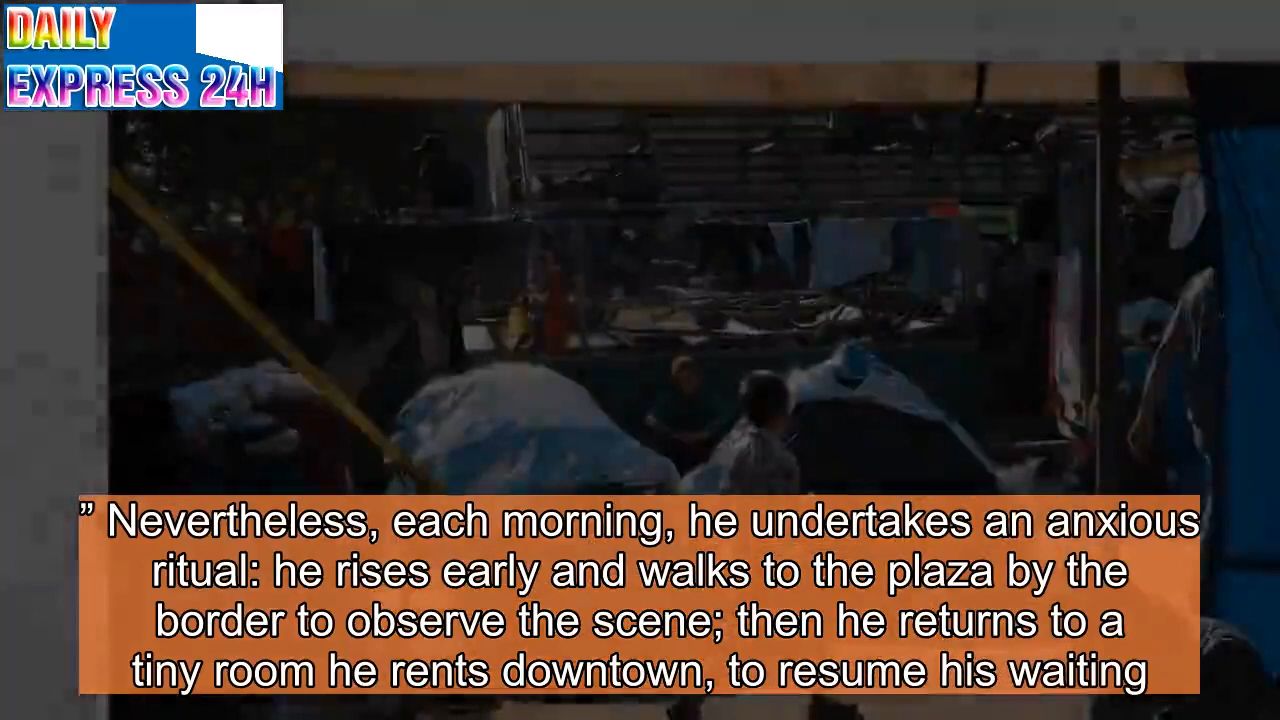 DAILY
EXPRESS 24H
” Nevertheless, each morning, he undertakes an anxious
ritual: he rises early and walks to the plaza by the
border to observe the scene; then he returns to a
tiny room he rents downtown, to resume his waiting